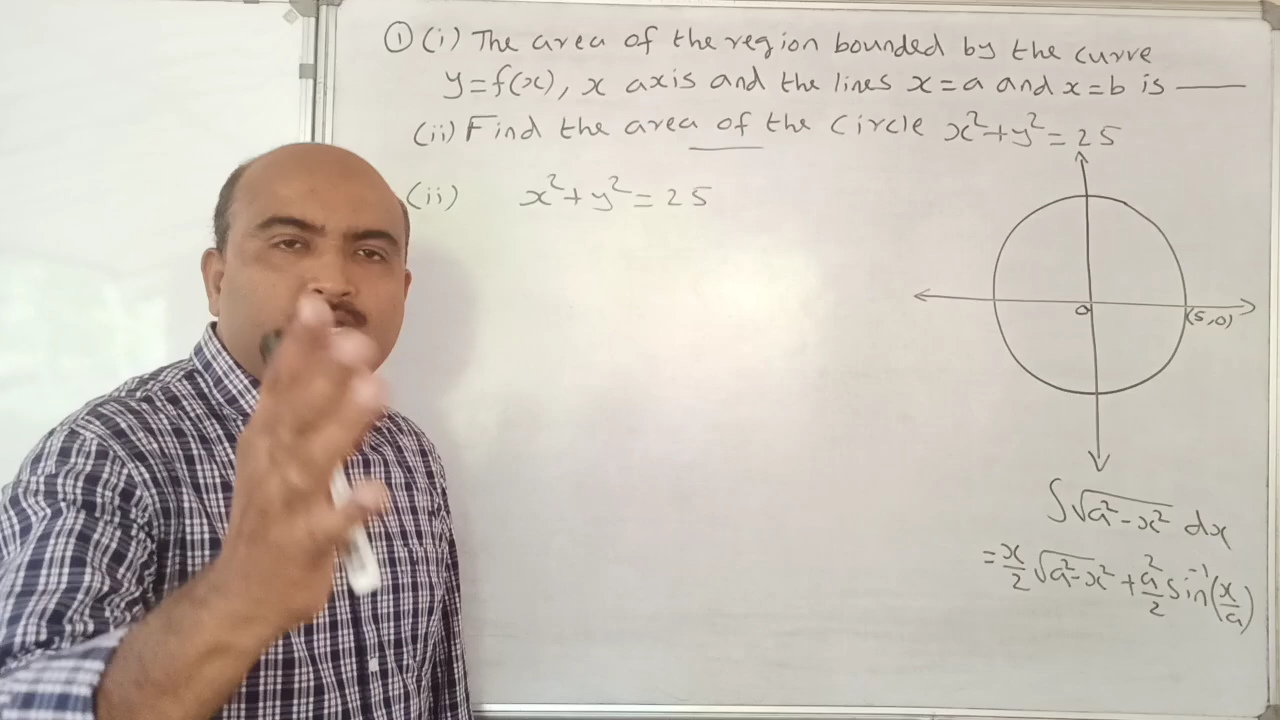 ① (i) The area of the region bounded by the curve
y=f(x), x axis and the lines x=a and x=b is ____
(ii) Find the area of the circle x²+y²=25
(ii) x²+y²=25
O
(5,0)
∫√(a²-x²) dx
= x/2 √(a²-x²) + a²/2 sin⁻¹(x/a)